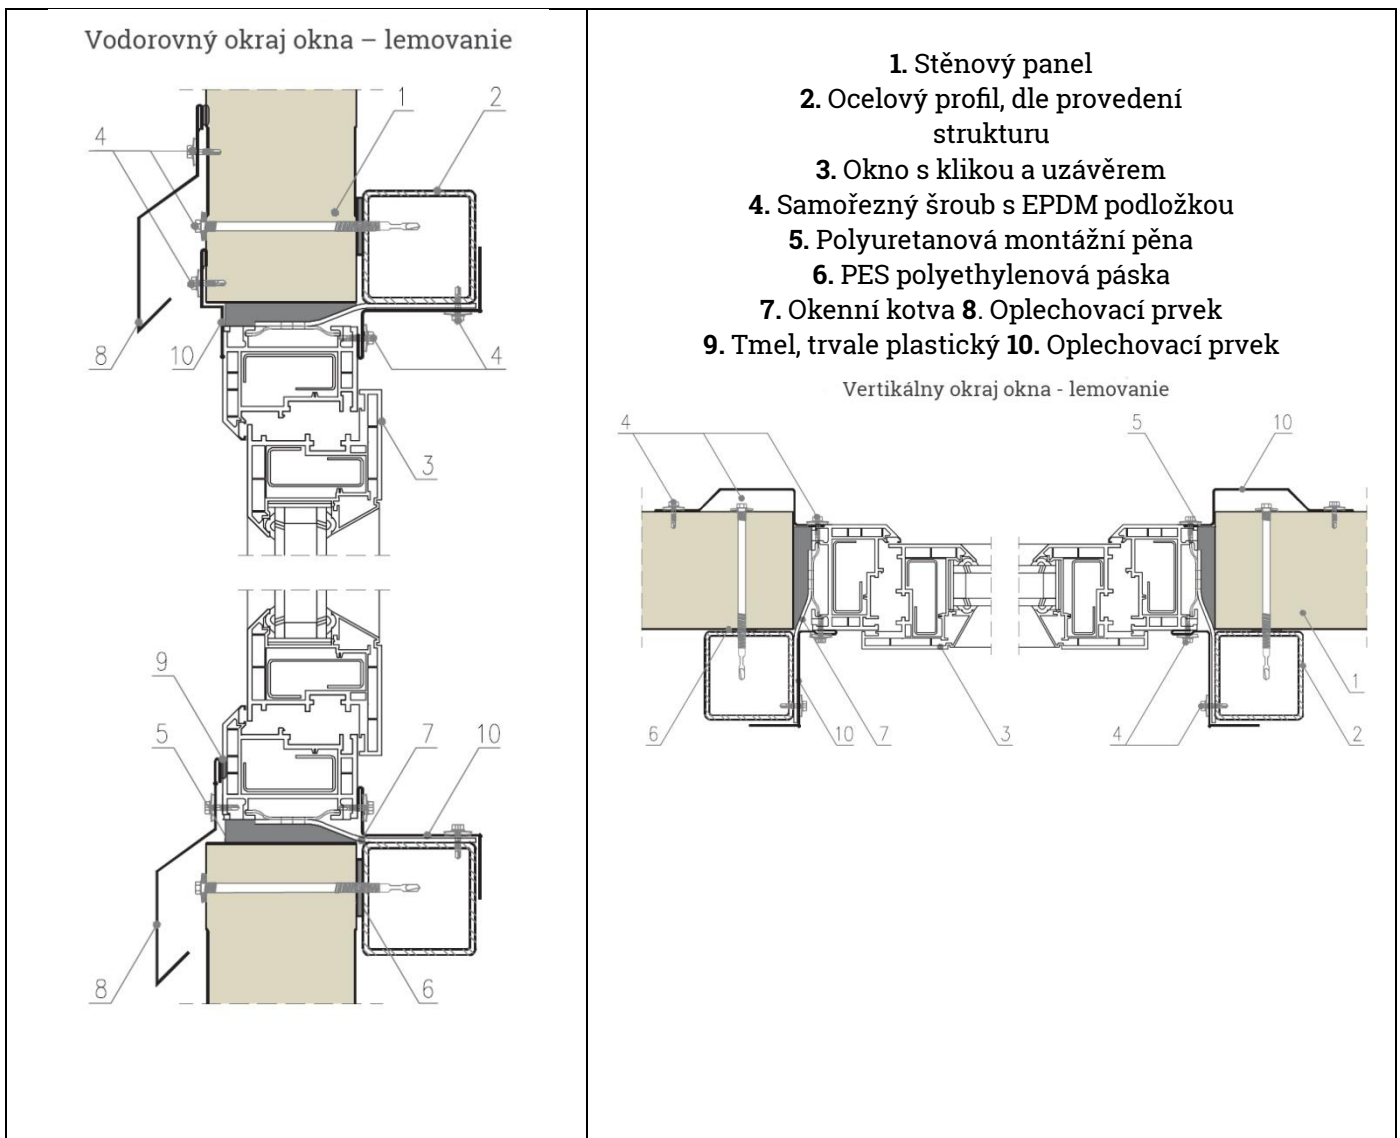 Vodorovný okraj okna – lemovanie
1
2
4
8
10
4
3
9
5
7
10
8
6
1. Stěnový panel
2. Ocelový profil, dle provedení
strukturu
3. Okno s klikou a uzávěrem
4. Samořezný šroub s EPDM podložkou
5. Polyuretanová montážní pěna
6. PES polyethylenová páska
7. Okenní kotva 8. Oplechovací prvek
9. Tmel, trvale plastický 10. Oplechovací prvek
Vertikálny okraj okna - lemovanie
4
5
10
1
6
10
7
3
4
2